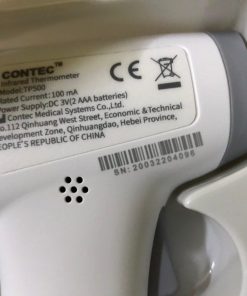 CONTEC™
Infrared Thermometer
Model:TP500
Rated Current:100 mA
Power Supply:DC 3V(2 AAA batteries)
Contec Medical Systems Co.,Ltd.
No.112 Qinhuang West Street, Economic &Technical
Development Zone, Qinhuangdao, Hebei Province,
PEOPLE'S REPUBLIC OF CHINA
CE
SN: 20032204096